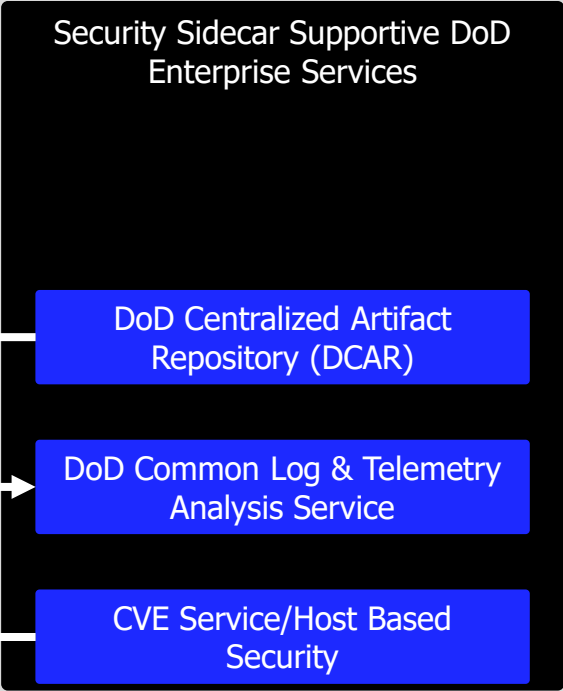 Security Sidecar Supportive DoD
Enterprise Services
DoD Centralized Artifact
Repository (DCAR)
DoD Common Log & Telemetry
Analysis Service
CVE Service/Host Based
Security